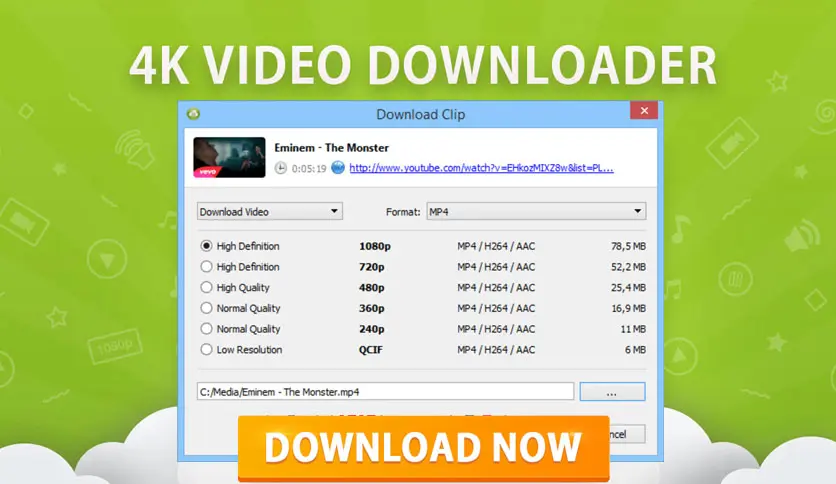 4K VIDEO DOWNLOADER
Download Clip
Eminem - The Monster
vevo
0:05:19 http://www.youtube.com/watch?v=EHkozMIXZ8w&list=PL...
Download Video Format: MP4
High Definition 1080p MP4 / H264 / AAC 78,5 MB
High Definition 720p MP4 / H264 / AAC 52,2 MB
High Quality 480p MP4 / H264 / AAC 25,4 MB
Normal Quality 360p MP4 / H264 / AAC 16,9 MB
Normal Quality 240p MP4 / H264 / AAC 11 MB
Low Resolution QCIF MP4 / H264 / AAC 6 MB
1080p
C:/Media/Eminem - The Monster.mp4 ...
ncel
DOWNLOAD NOW